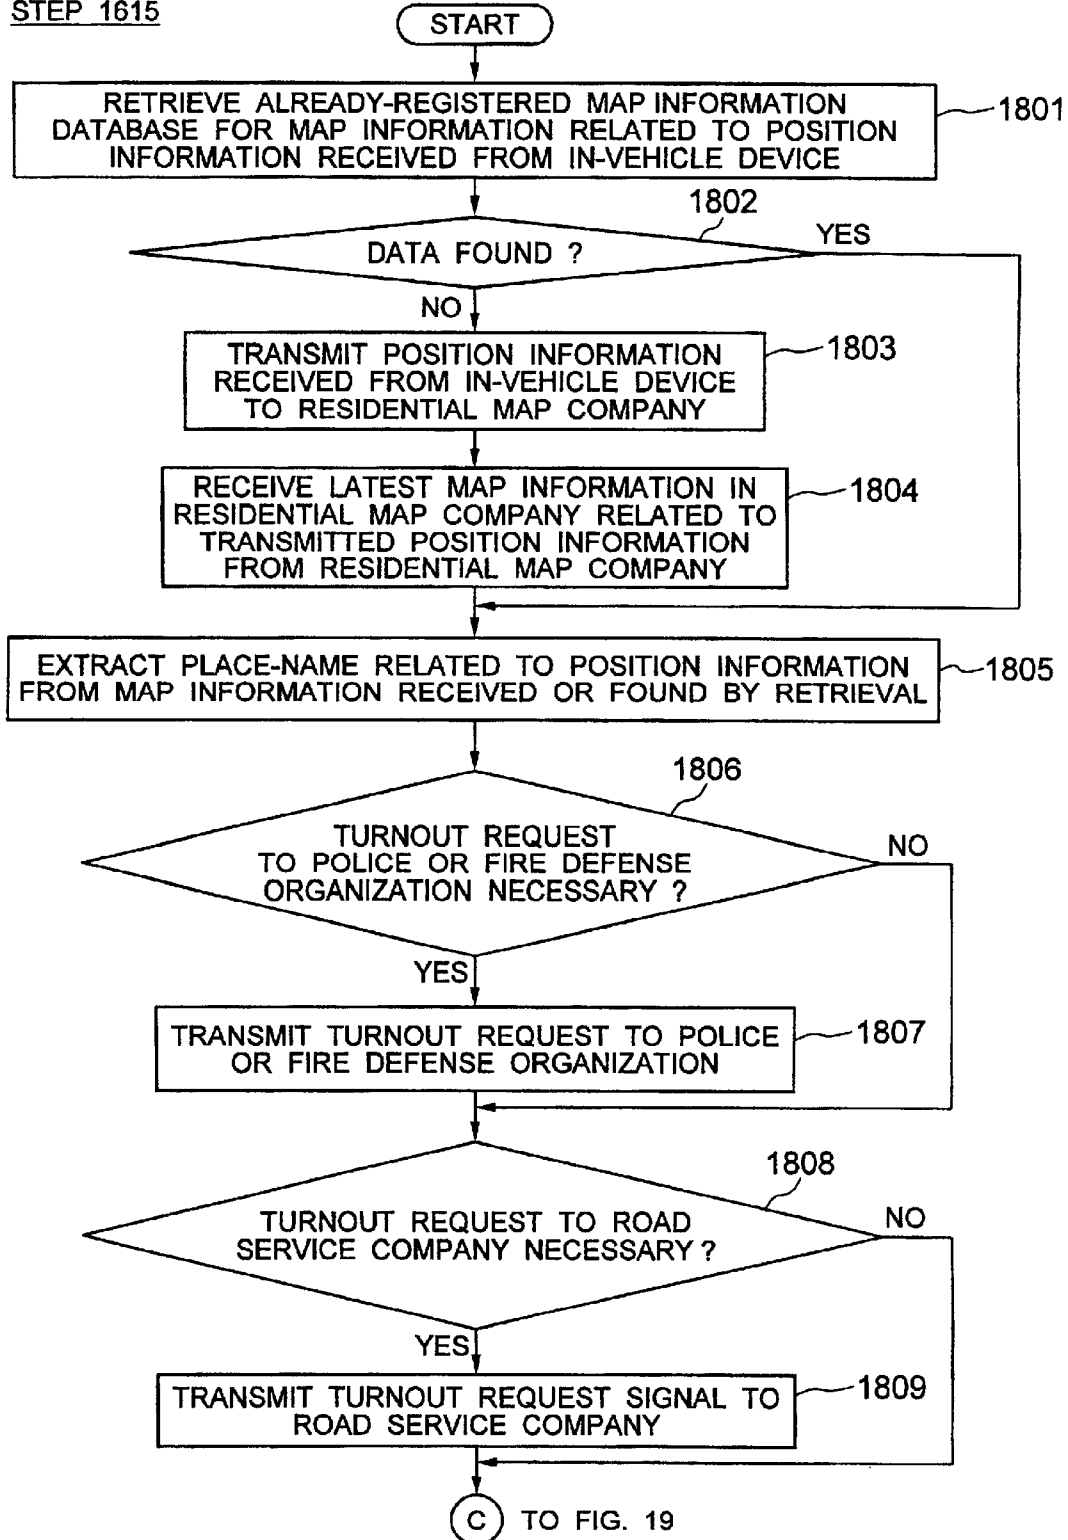 STEP 1615
START
RETRIEVE ALREADY-REGISTERED MAP INFORMATION
DATABASE FOR MAP INFORMATION RELATED TO POSITION
INFORMATION RECEIVED FROM IN-VEHICLE DEVICE
1801
1802
DATA FOUND ?
YES
NO
TRANSMIT POSITION INFORMATION
RECEIVED FROM IN-VEHICLE DEVICE
TO RESIDENTIAL MAP COMPANY
1803
RECEIVE LATEST MAP INFORMATION IN
RESIDENTIAL MAP COMPANY RELATED TO
TRANSMITTED POSITION INFORMATION
FROM RESIDENTIAL MAP COMPANY
1804
EXTRACT PLACE-NAME RELATED TO POSITION INFORMATION
FROM MAP INFORMATION RECEIVED OR FOUND BY RETRIEVAL
1805
1806
TURNOUT REQUEST
TO POLICE OR FIRE DEFENSE
ORGANIZATION NECESSARY ?
NO
YES
TRANSMIT TURNOUT REQUEST TO POLICE
OR FIRE DEFENSE ORGANIZATION
1807
1808
TURNOUT REQUEST TO ROAD
SERVICE COMPANY NECESSARY ?
NO
YES
TRANSMIT TURNOUT REQUEST SIGNAL TO
ROAD SERVICE COMPANY
1809
C TO FIG. 19